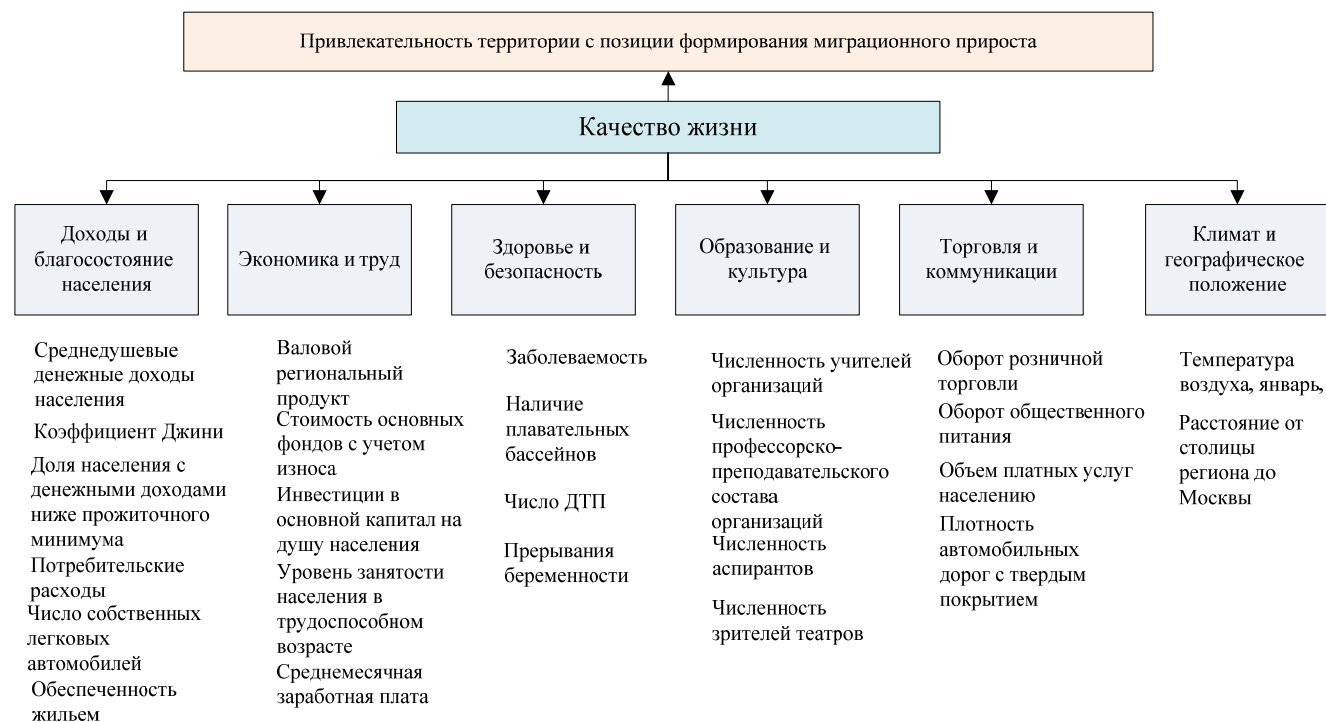 Привлекательность территории с позиции формирования миграционного прироста
Качество жизни
Доходы и
благосостояние
населения
Экономика и труд
Здоровье и
безопасность
Образование и
культура
Торговля и
коммуникации
Климат и
географическое
положение
Среднедушевые
денежные доходы
населения
Коэффициент Джини
Доля населения с
денежными доходами
ниже прожиточного
минимума
Потребительские
расходы
Число собственных
легковых
автомобилей
Обеспеченность
жильем
Валовой
региональный
продукт
Стоимость основных
фондов с учетом
износа
Инвестиции в
основной капитал на
душу населения
Уровень занятости
населения в
трудоспособном
возрасте
Среднемесячная
заработная плата
Заболеваемость
Наличие
плавательных
бассейнов
Число ДТП
Прерывания
беременности
Численность учителей
организаций
Численность
профессорско-
преподавательского
состава
организаций
Численность
аспирантов
Численность
зрителей театров
Оборот розничной
торговли
Оборот общественного
питания
Объем платных услуг
населению
Плотность
автомобильных
дорог с твердым
покрытием
Температура
воздуха, январь,
Расстояние от
столицы
региона до
Москвы